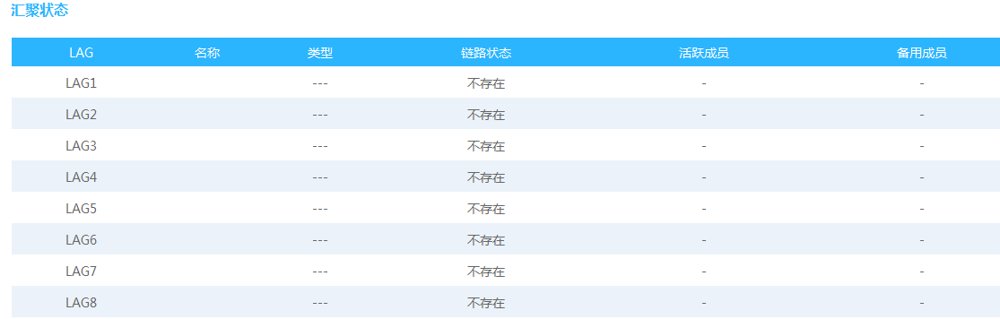 汇聚状态
LAG 名称 类型 链路状态 活跃成员 备用成员
LAG1 --- 不存在 - -
LAG2 --- 不存在 - -
LAG3 --- 不存在 - -
LAG4 --- 不存在 - -
LAG5 --- 不存在 - -
LAG6 --- 不存在 - -
LAG7 --- 不存在 - -
LAG8 --- 不存在 - -